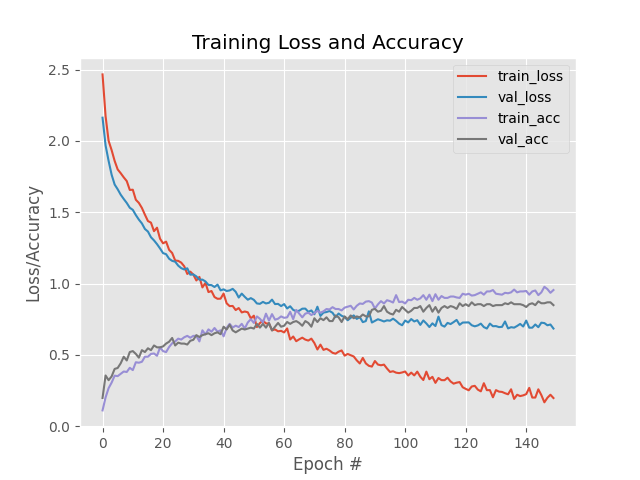 Training Loss and Accuracy
train_loss
val_loss
train_acc
val_acc
2.5
2.0
1.5
1.0
0.5
0.0
Loss/Accuracy
0 20 40 60 80 100 120 140
Epoch #